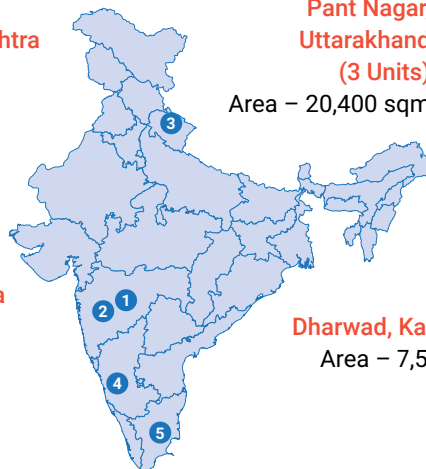 htra
Pant Nagar
Uttarakhand
(3 Units)
Area – 20,400 sqm
3
1
2
a
Dharwad, Ka
Area – 7,5
4
5